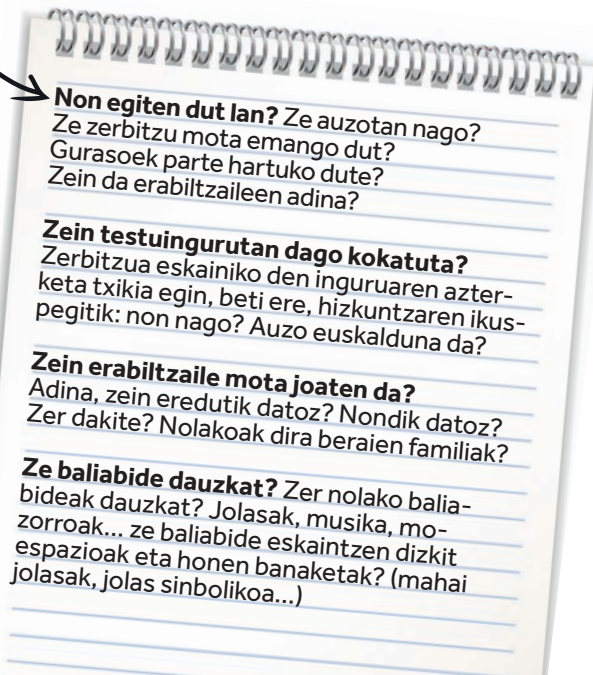 Non egiten dut lan? Ze auzotan nago?
Ze zerbitzu mota emango dut?
Gurasoek parte hartuko dute?
Zein da erabiltzaileen adina?
Zein testuingurutan dago kokatuta?
Zerbitzua eskainiko den inguruaren azter-
keta txikia egin, beti ere, hizkuntzaren ikus-
pegitik: non nago? Auzo euskalduna da?
Zein erabiltzaile mota joaten da?
Adina, zein eredutik datoz? Nondik datoz?
Zer dakite? Nolakoak dira beraien familiak?
Ze baliabide dauzkat? Zer nolako balia-
bideak dauzkat? Jolasak, musika, mo-
zorroak... ze baliabide eskaintzen dizkit
espazioak eta honen banaketak? (mahai
jolasak, jolas sinbolikoa...)